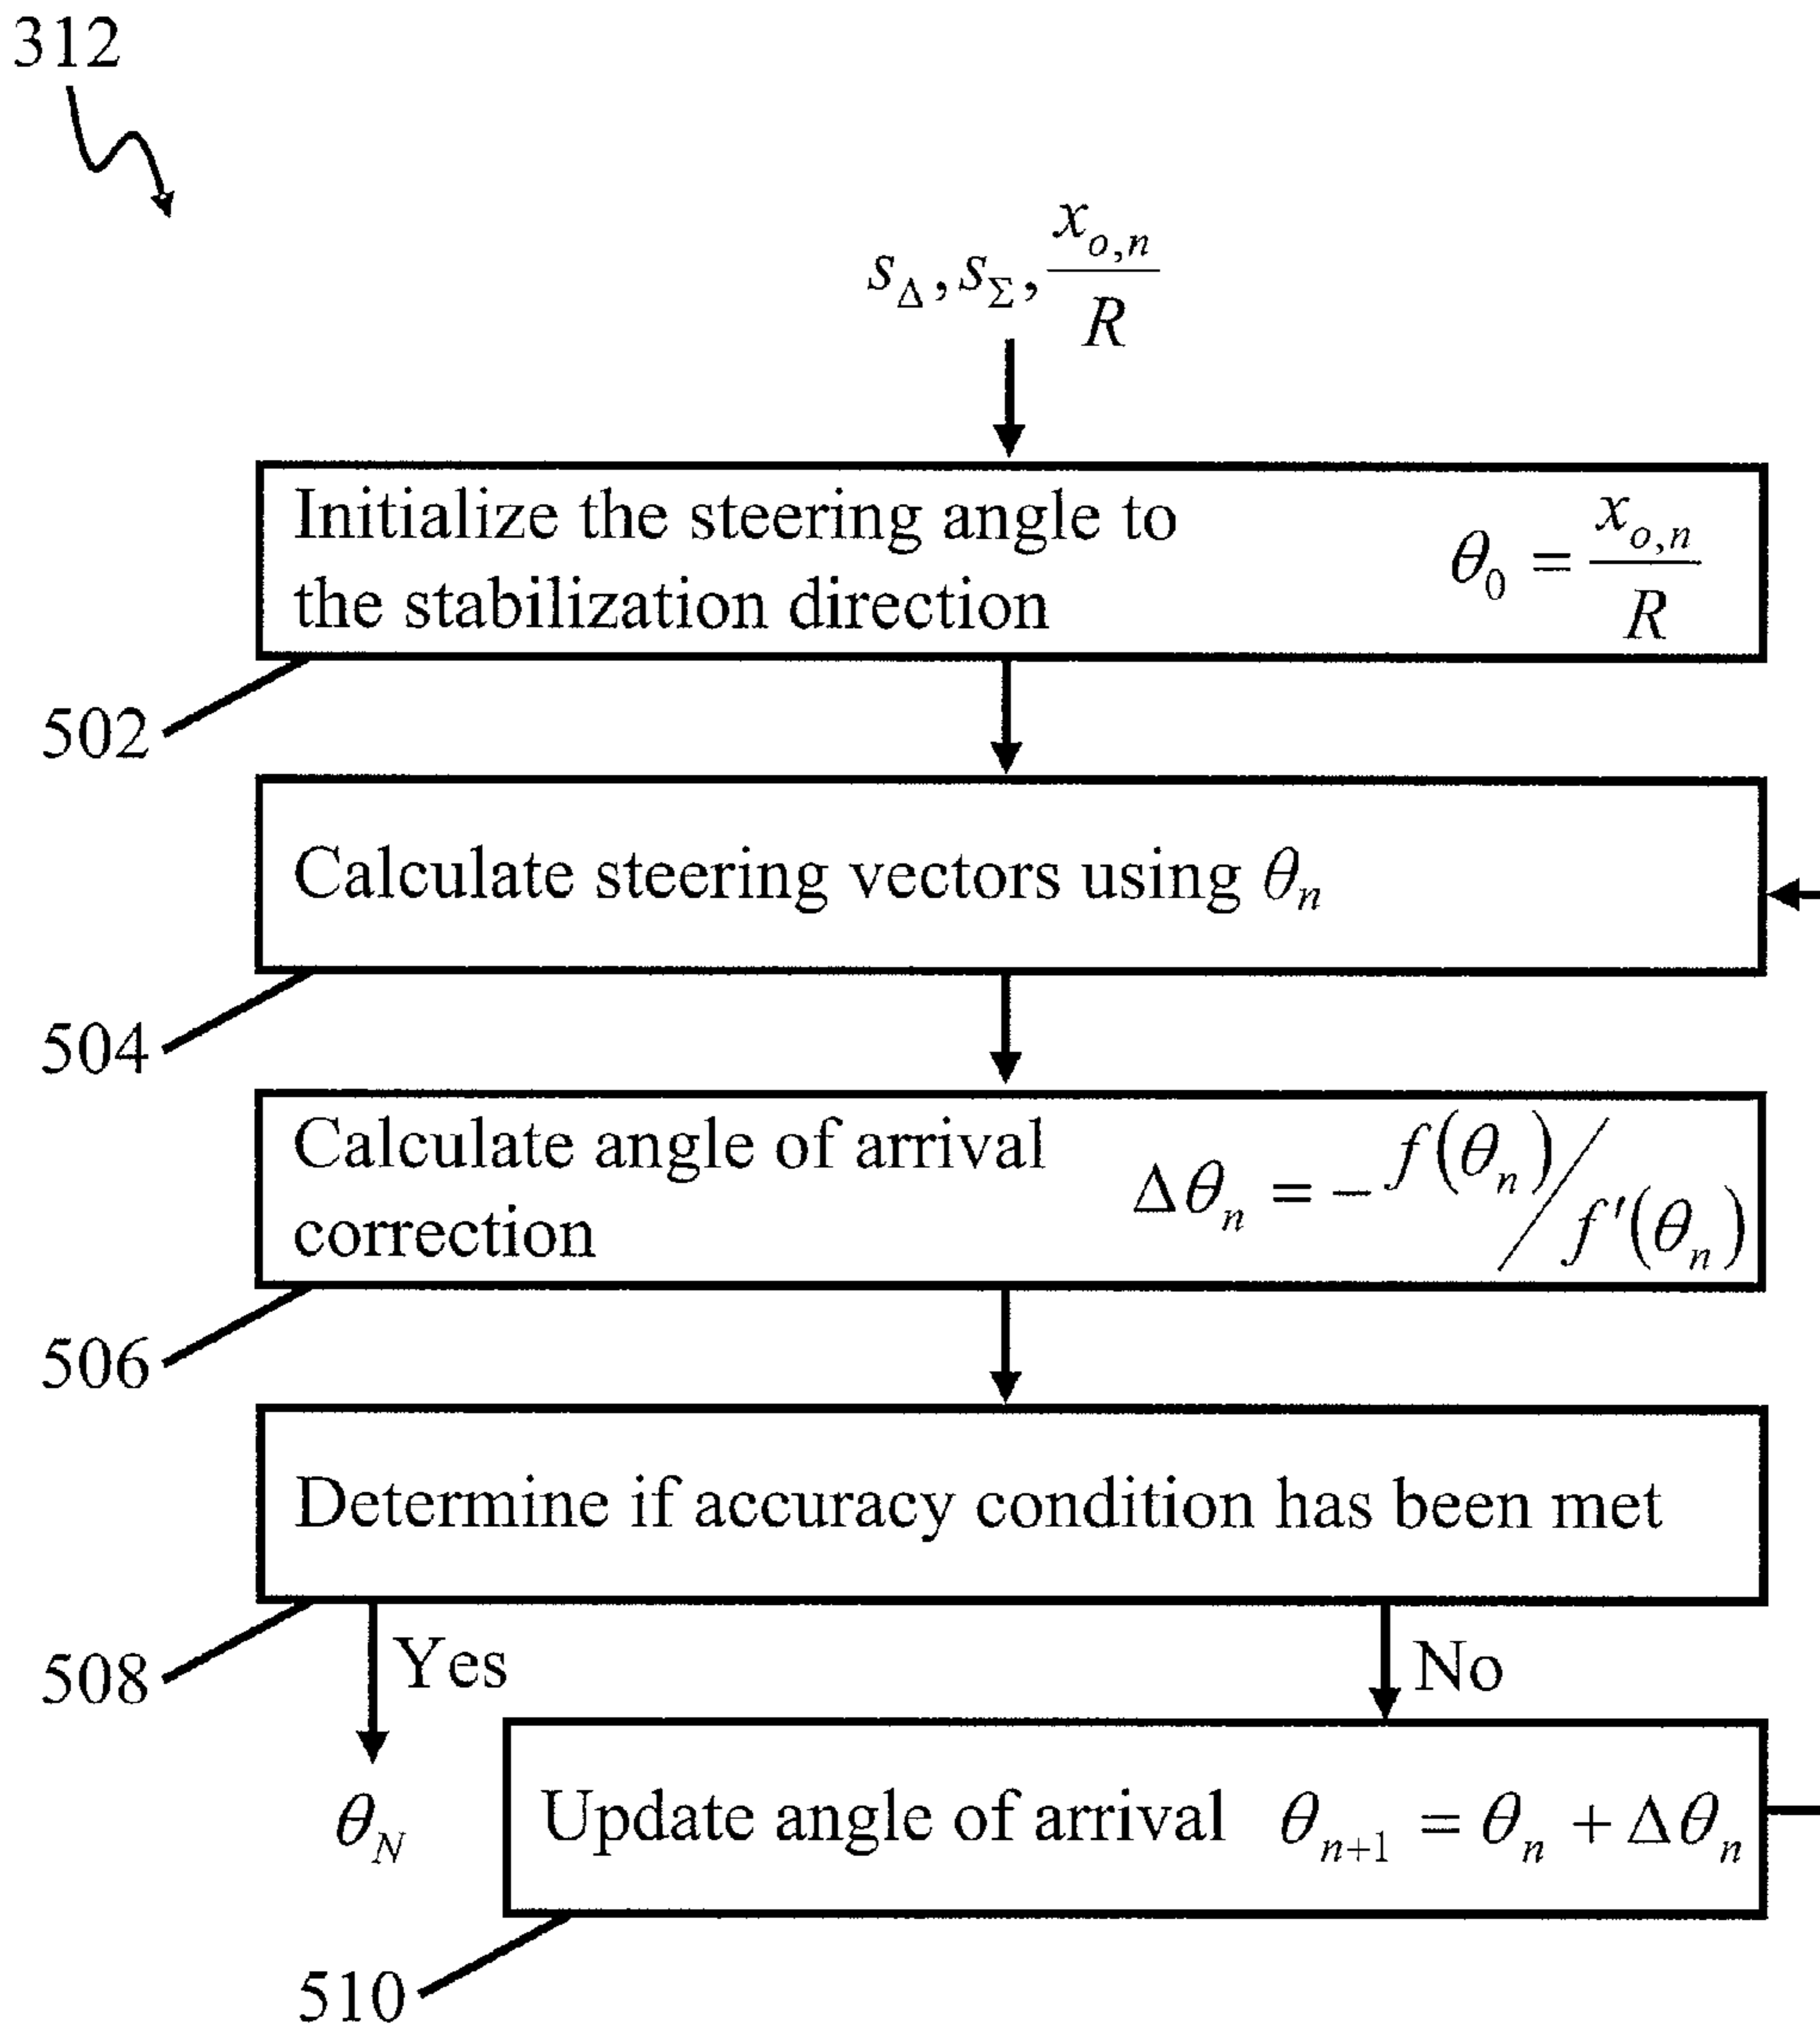 312
s_Δ, s_Σ, x_{o,n}/R
Initialize the steering angle to
the stabilization direction
θ_0 = x_{o,n}/R
502
Calculate steering vectors using θ_n
504
Calculate angle of arrival
correction
Δθ_n = −f(θ_n)/f′(θ_n)
506
Determine if accuracy condition has been met
508
Yes
No
θ_N
Update angle of arrival θ_{n+1} = θ_n + Δθ_n
510